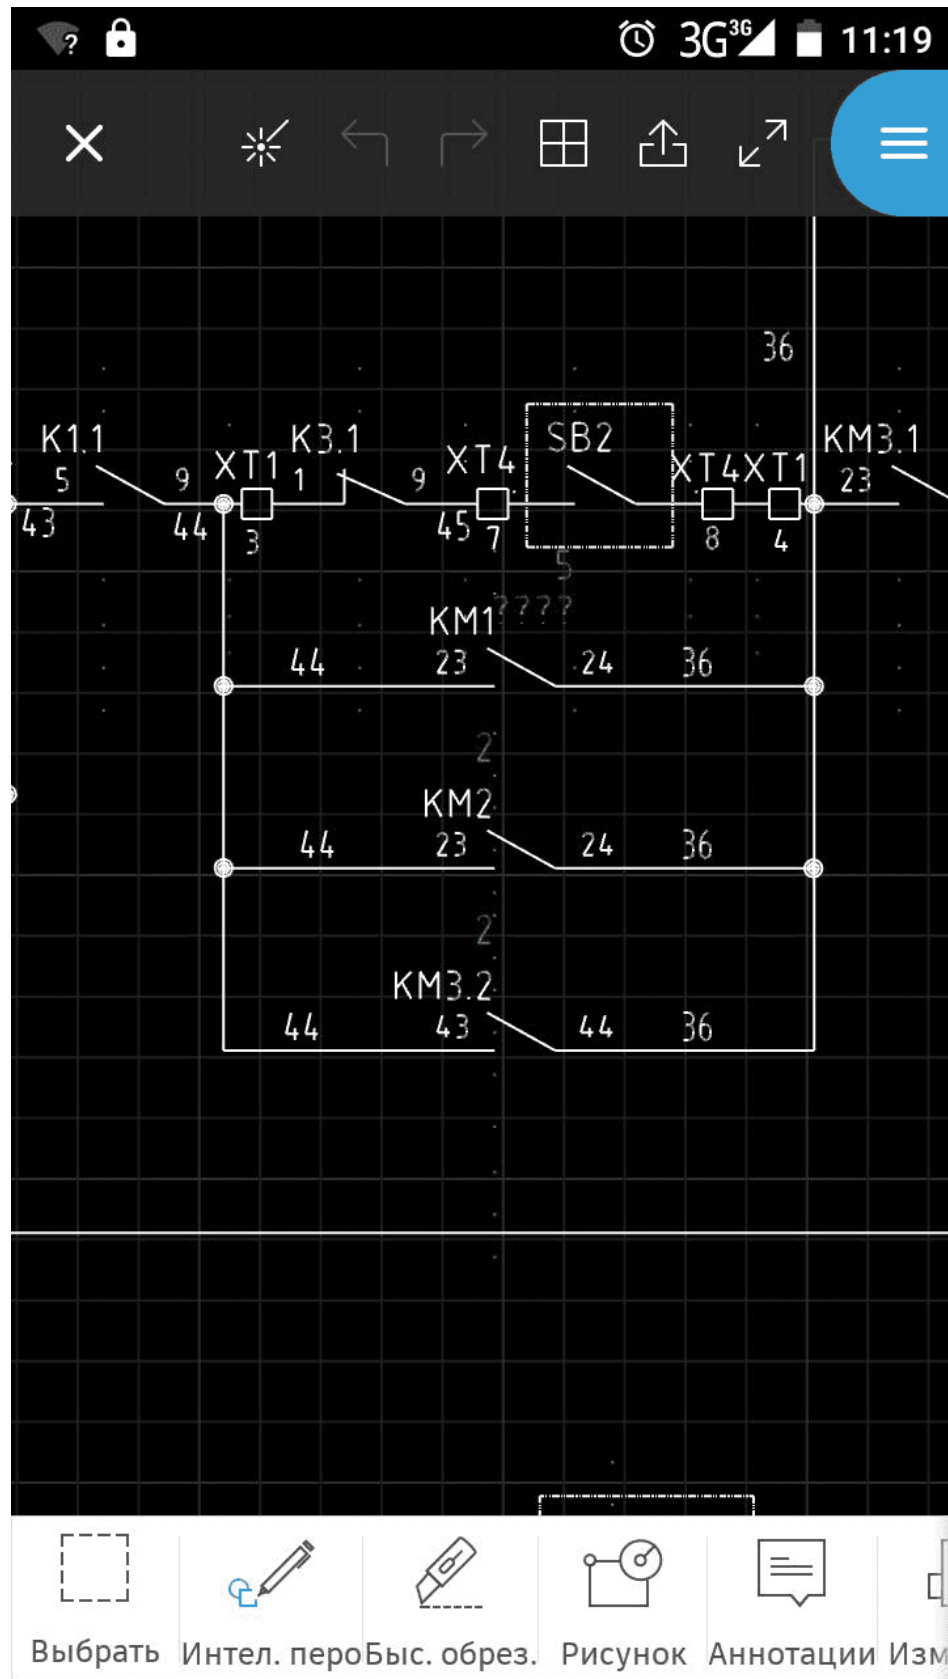 ? 3G 3G 11:19
36
K1.1 K3.1 SB2 KM3.1
XT1 XT4 XT4 XT1
5 9 1 9 23
43 44 3 45 7 8 4
5
????
KM1
44 23 24 36
2
KM2
44 23 24 36
2
KM3.2
44 43 44 36
Выбрать Интел. перо Быс. обрез. Рисунок Аннотации Изм